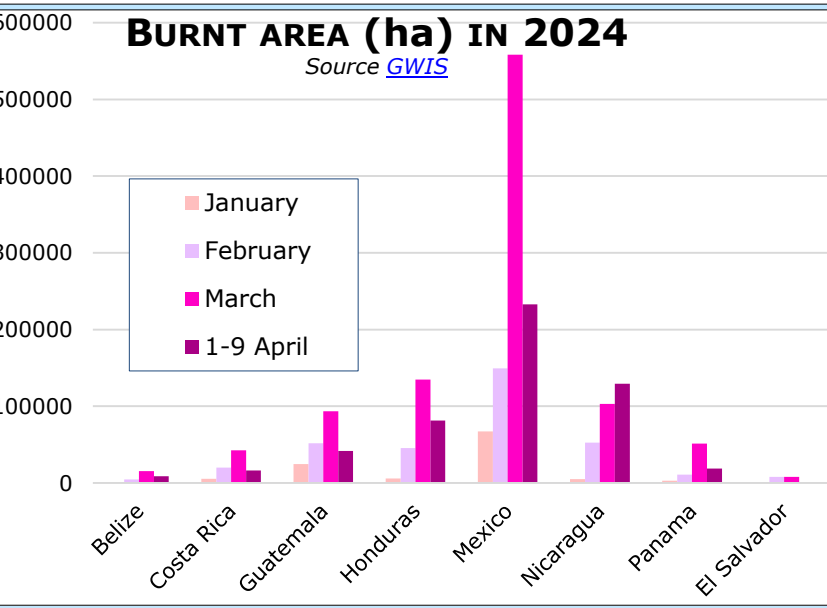 BURNT AREA (ha) IN 2024
Source GWIS
600000
500000
400000
300000
200000
100000
0
January
February
March
1-9 April
Belize
Costa Rica
Guatemala
Honduras
Mexico
Nicaragua
Panama
El Salvador